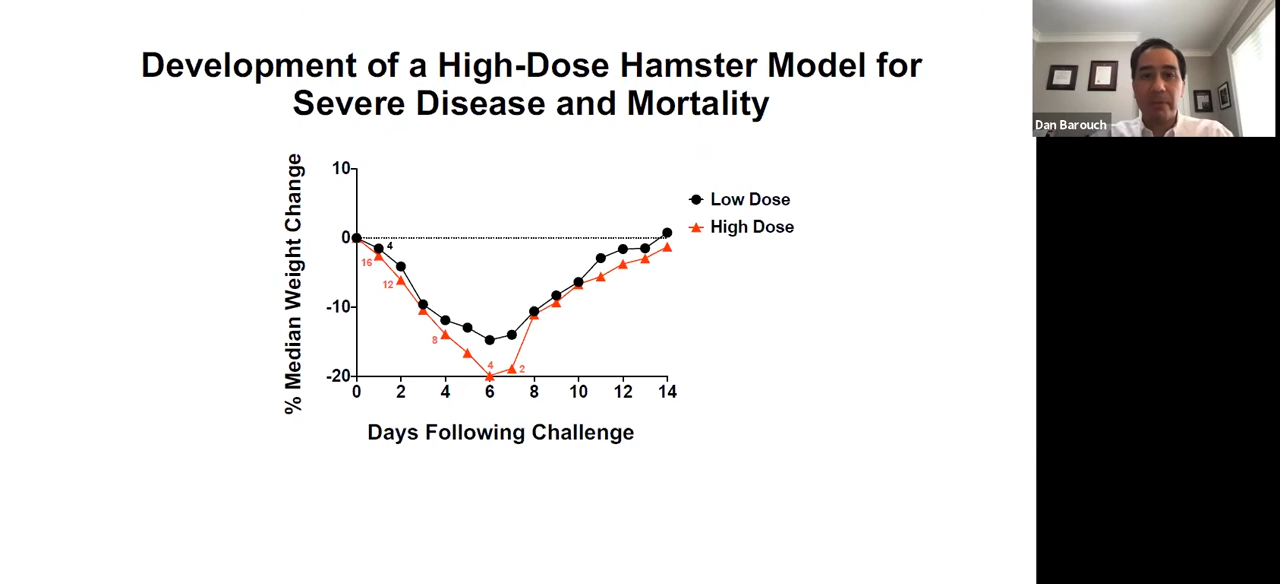 Development of a High-Dose Hamster Model for
Severe Disease and Mortality
Dan Barouch
% Median Weight Change
10
0
-10
-20
4
16
12
8
4
2
Low Dose
High Dose
0 2 4 6 8 10 12 14
Days Following Challenge